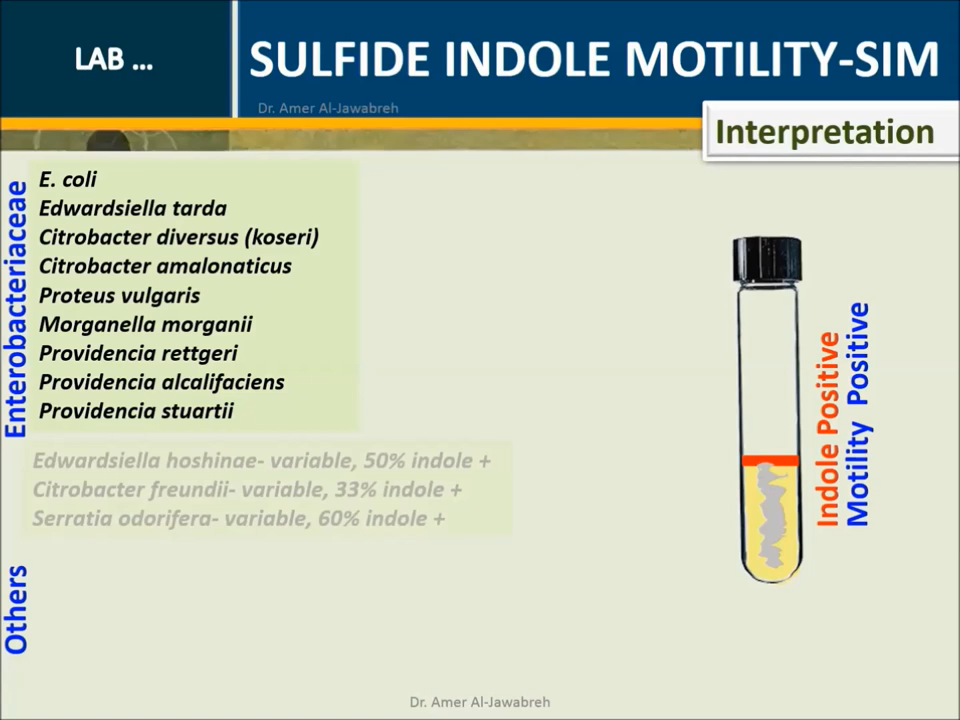 LAB ...
SULFIDE INDOLE MOTILITY-SIM
Dr. Amer Al-Jawabreh
Interpretation
Enterobacteriaceae
E. coli
Edwardsiella tarda
Citrobacter diversus (koseri)
Citrobacter amalonaticus
Proteus vulgaris
Morganella morganii
Providencia rettgeri
Providencia alcalifaciens
Providencia stuartii
Edwardsiella hoshinae- variable, 50% indole +
Citrobacter freundii- variable, 33% indole +
Serratia odorifera- variable, 60% indole +
Others
Indole Positive
Motility Positive
Dr. Amer Al-Jawabreh